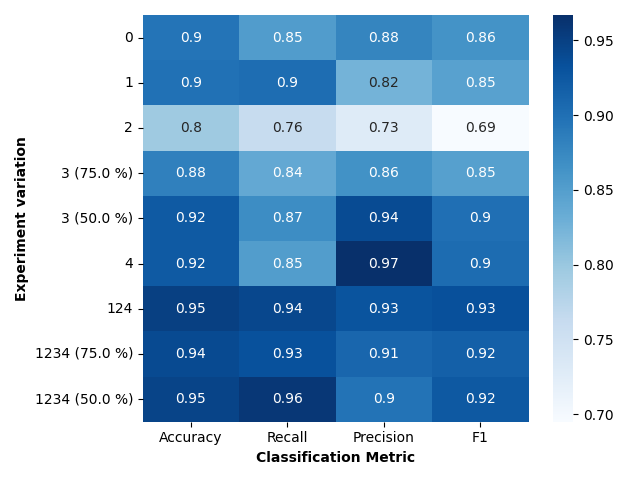 0 0.9 0.85 0.88 0.86
1 0.9 0.9 0.82 0.85
2 0.8 0.76 0.73 0.69
3 (75.0 %) 0.88 0.84 0.86 0.85
3 (50.0 %) 0.92 0.87 0.94 0.9
4 0.92 0.85 0.97 0.9
124 0.95 0.94 0.93 0.93
1234 (75.0 %) 0.94 0.93 0.91 0.92
1234 (50.0 %) 0.95 0.96 0.9 0.92
Accuracy Recall Precision F1
Classification Metric
Experiment variation
0.95
0.90
0.85
0.80
0.75
0.70